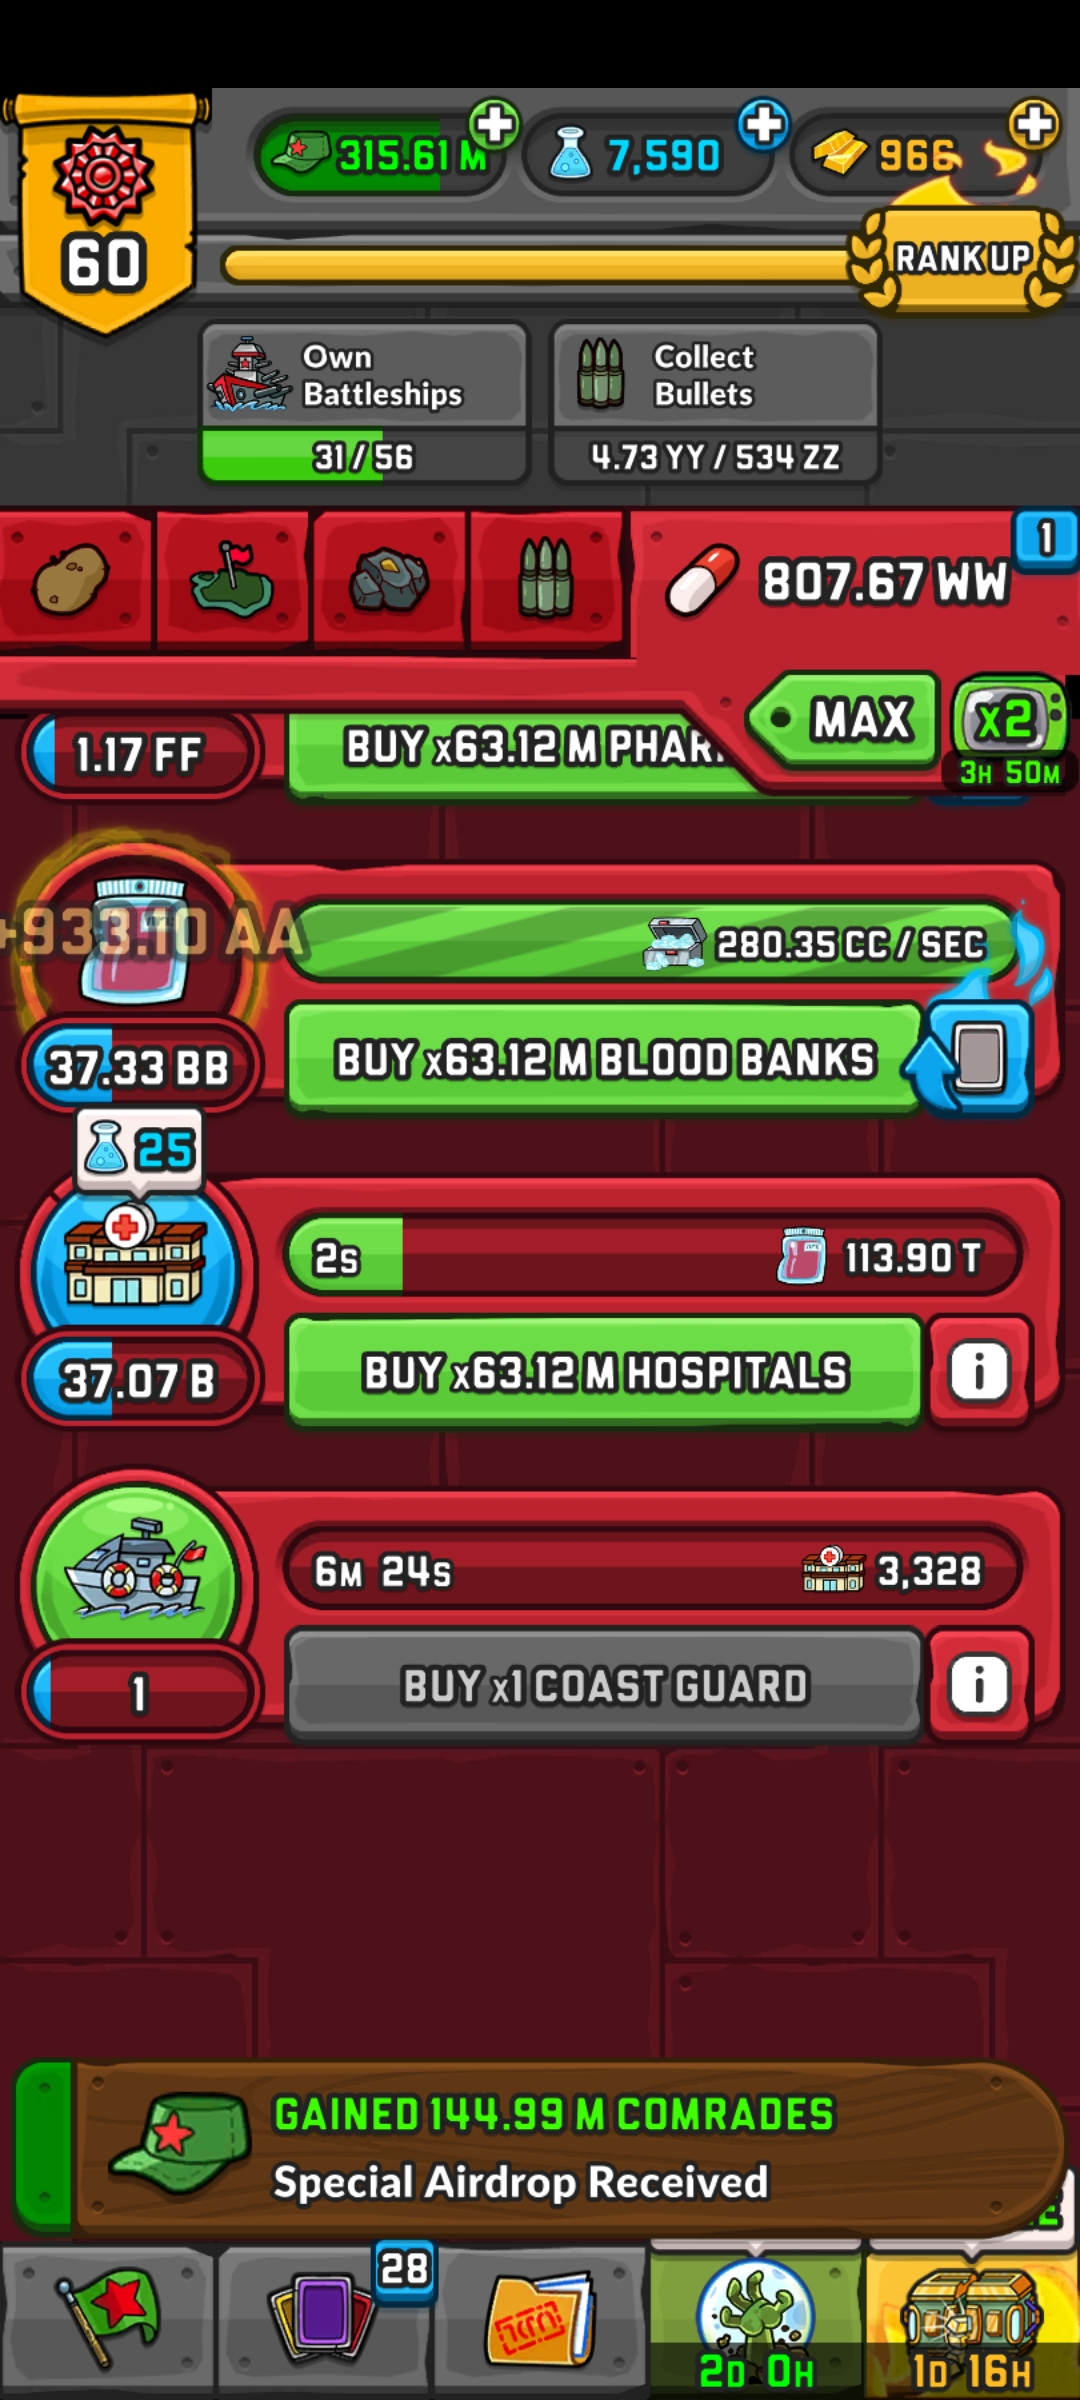 315.61 M
7,590
966
60
RANK UP
Own
Battleships
31 / 56
Collect
Bullets
4.73 YY / 534 ZZ
1
807.67 WW
MAX
x2
3H 50M
1.17 FF
BUY x63.12 M PHAR
+933.10 AA
280.35 CC / SEC
37.33 BB
BUY x63.12 M BLOOD BANKS
25
2S
113.90 T
37.07 B
BUY x63.12 M HOSPITALS
i
6M 24S
3,328
1
BUY x1 COAST GUARD
i
GAINED 144.99 M COMRADES
Special Airdrop Received
28
2D 0H
1D 16H